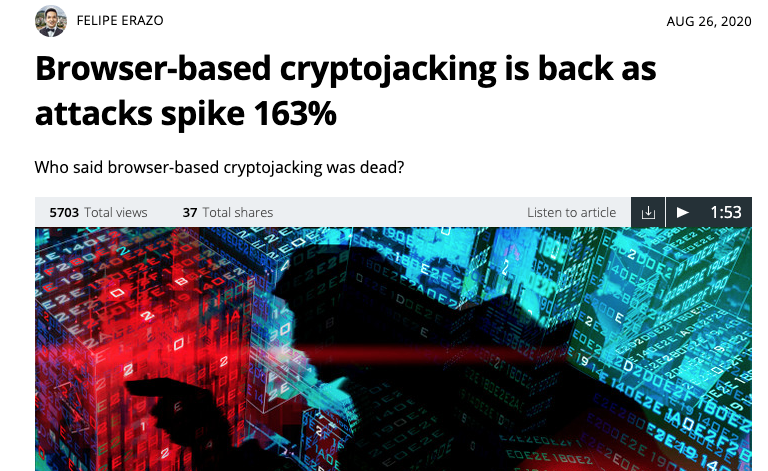 FELIPE ERAZO
AUG 26, 2020
Browser-based cryptojacking is back as
attacks spike 163%
Who said browser-based cryptojacking was dead?
5703 Total views 37 Total shares Listen to article 1:53